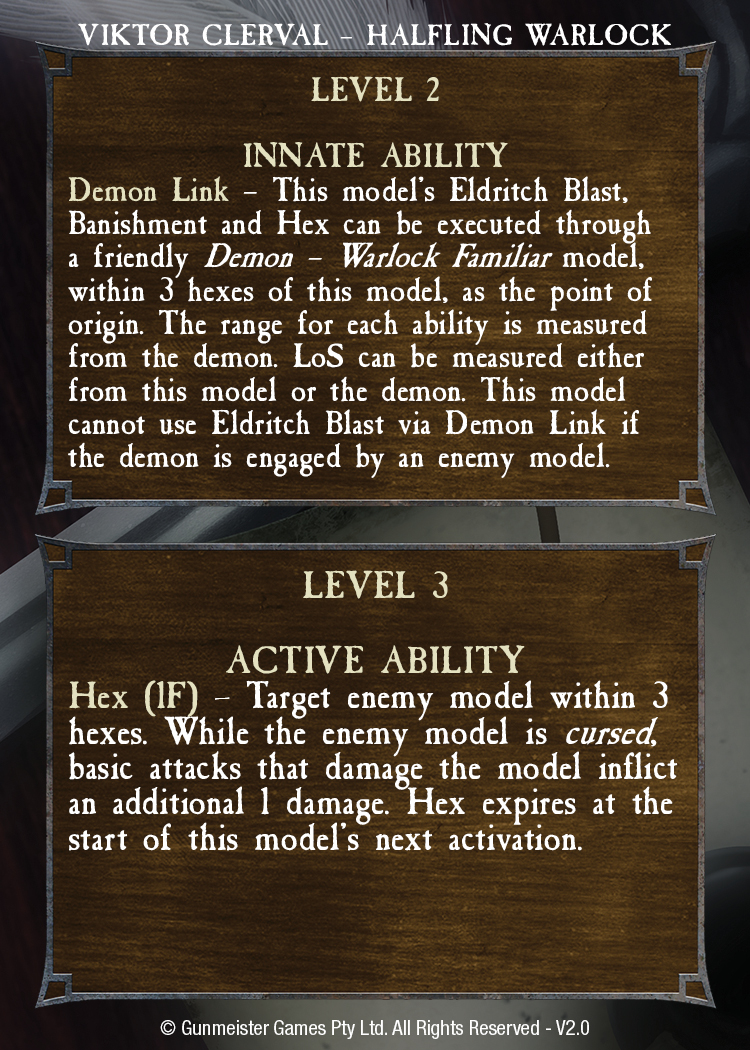 VIKTOR CLERVAL – HALFLING WARLOCK
LEVEL 2
INNATE ABILITY
Demon Link – This model's Eldritch Blast,
Banishment and Hex can be executed through
a friendly Demon – Warlock Familiar model,
within 3 hexes of this model, as the point of
origin. The range for each ability is measured
from the demon. LoS can be measured either
from this model or the demon. This model
cannot use Eldritch Blast via Demon Link if
the demon is engaged by an enemy model.
LEVEL 3
ACTIVE ABILITY
Hex (1F) – Target enemy model within 3
hexes. While the enemy model is cursed,
basic attacks that damage the model inflict
an additional 1 damage. Hex expires at the
start of this model's next activation.
© Gunmeister Games Pty Ltd. All Rights Reserved - V2.0